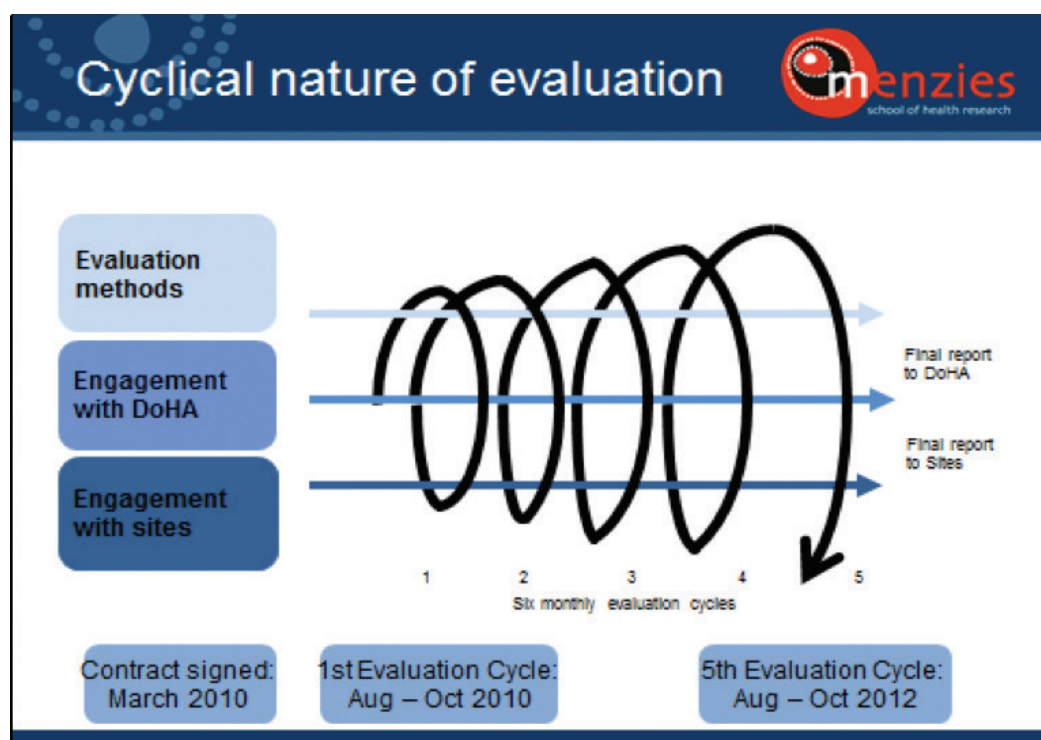 Cyclical nature of evaluation
menzies
school of health research
Evaluation
methods
Engagement
with DoHA
Engagement
with sites
Final report
to DoHA
Final report
to Sites
1 2 3 4 5
Six monthly evaluation cycles
Contract signed:
March 2010
1st Evaluation Cycle:
Aug – Oct 2010
5th Evaluation Cycle:
Aug – Oct 2012